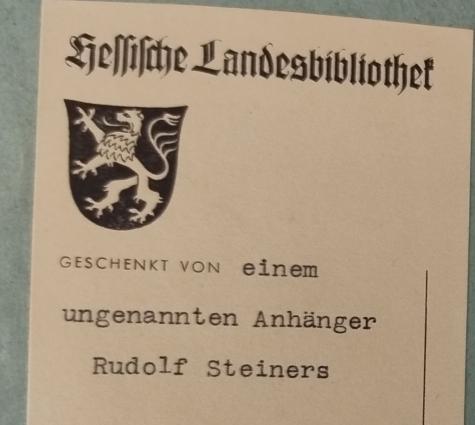 Hessische Landesbibliothek
GESCHENKT VON einem
ungenannten Anhänger
Rudolf Steiners